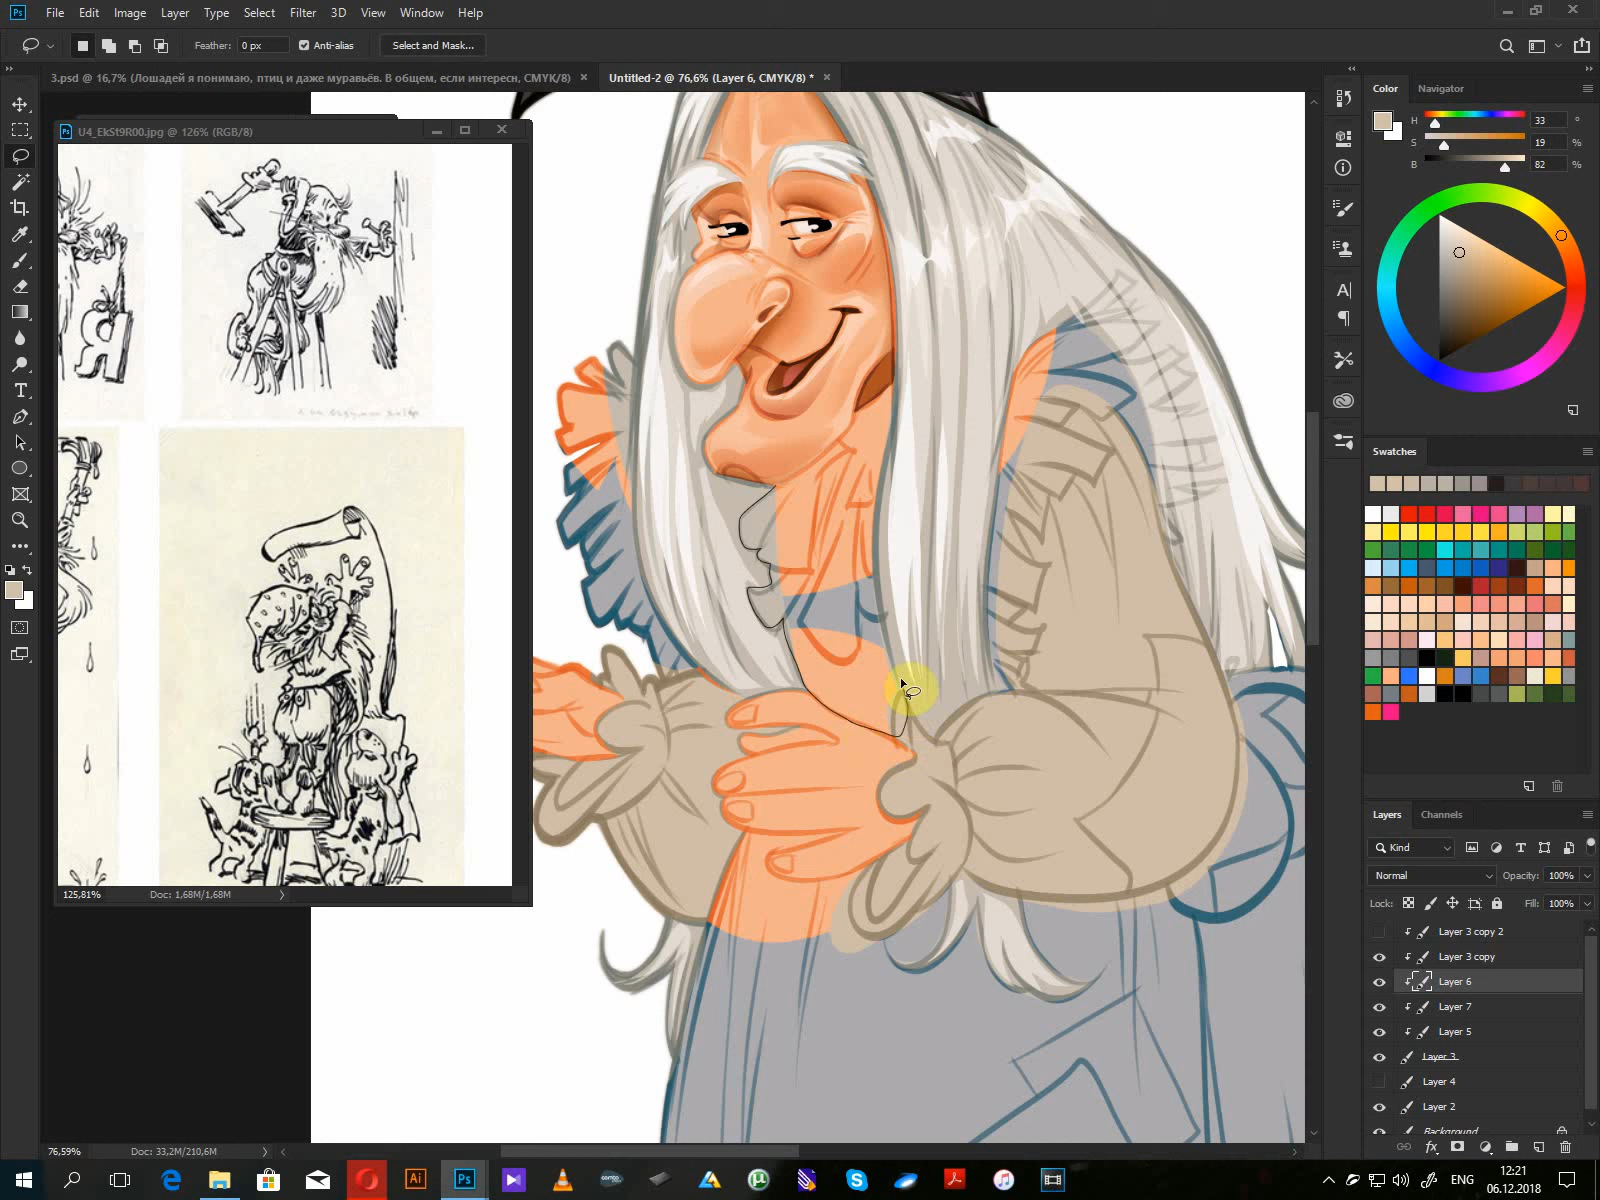 Ps File Edit Image Layer Type Select Filter 3D View Window Help
Feather: 0 px Anti-alias Select and Mask...
3.psd @ 16,7% (Лошадей я понимаю, птиц и даже муравьёв. В общем, если интересн, CMYK/8) × Untitled-2 @ 76,6% (Layer 6, CMYK/8) * ×
Ps U4_EkSt9R00.jpg @ 126% (RGB/8)
125,81% Doc: 1,68M/1,68M
76,59% Doc: 33,2M/210,6M
Color Navigator
H 33 °
S 19 %
B 82 %
Swatches
Layers Channels
Kind
Normal Opacity: 100%
Lock: Fill: 100%
Layer 3 copy 2
Layer 3 copy
Layer 6
Layer 7
Layer 5
Layer 3
Layer 4
Layer 2
Background
Ai Ps
ENG
12:21
06.12.2018